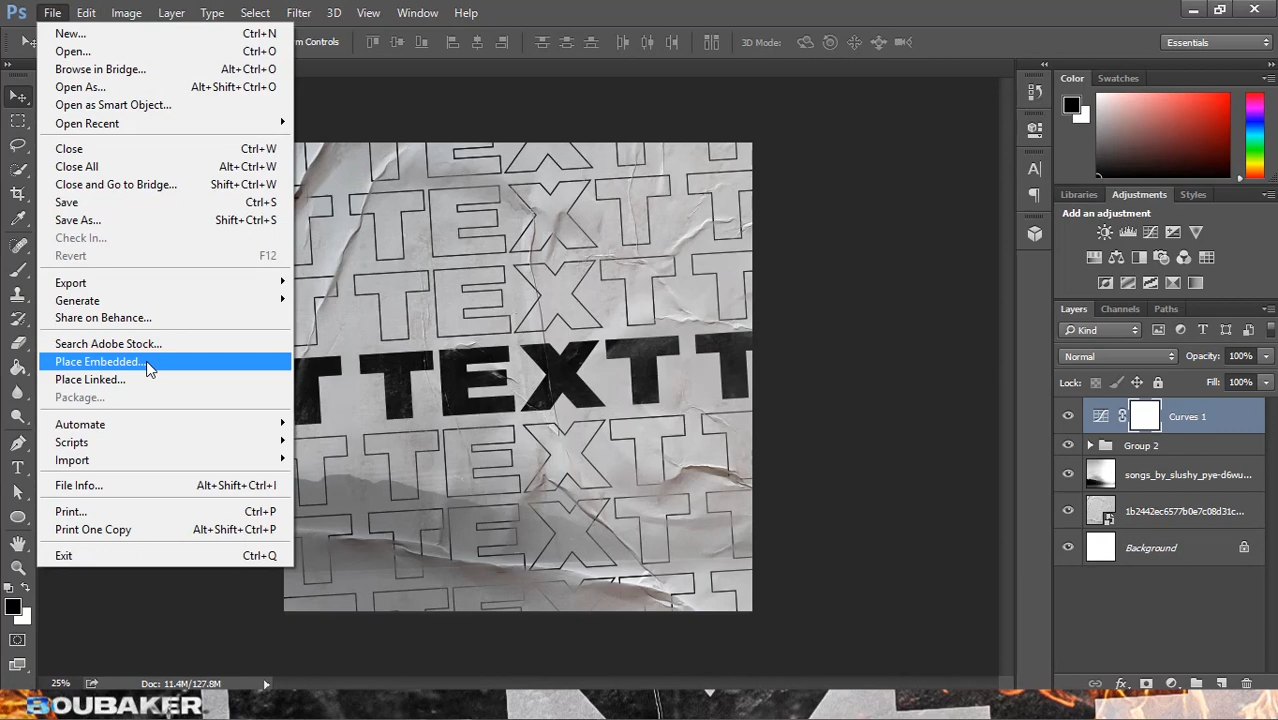 Ps File Edit Image Layer Type Select Filter 3D View Window Help
m Controls 3D Mode: Essentials
New... Ctrl+N
Open... Ctrl+O
Browse in Bridge... Alt+Ctrl+O
Open As... Alt+Shift+Ctrl+O
Open as Smart Object...
Open Recent
Close Ctrl+W
Close All Alt+Ctrl+W
Close and Go to Bridge... Shift+Ctrl+W
Save Ctrl+S
Save As... Shift+Ctrl+S
Check In...
Revert F12
Export
Generate
Share on Behance...
Search Adobe Stock...
Place Embedded...
Place Linked...
Package...
Automate
Scripts
Import
File Info... Alt+Shift+Ctrl+I
Print... Ctrl+P
Print One Copy Alt+Shift+Ctrl+P
Exit Ctrl+Q
TTEXTT
TTEXTT
TTEXTT
TTEXTT
TTEXTT
TTEXTT
TTEXTT
Color Swatches
Libraries Adjustments Styles
Add an adjustment
Layers Channels Paths
Kind
Normal Opacity: 100%
Lock: Fill: 100%
Curves 1
Group 2
songs_by_slushy_pye-d6wu...
1b2442ec6577b0e7c08d31c...
Background
25% Doc: 11.4M/127.8M
BOUBAKER